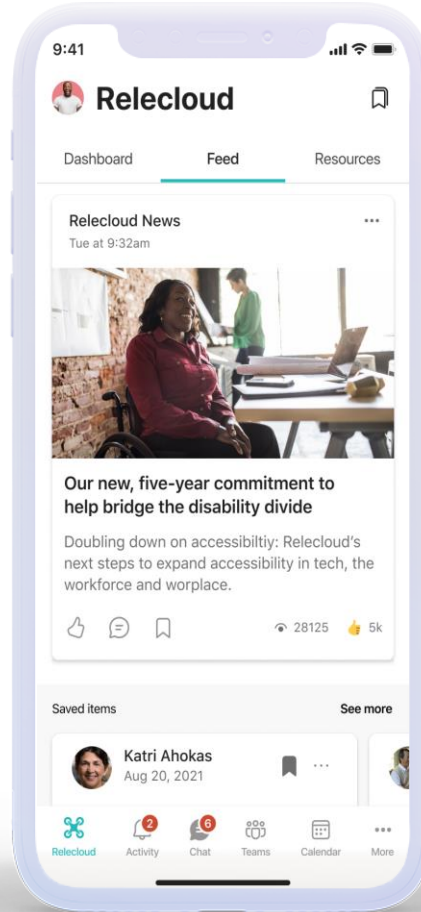 9:41
Relecloud
Dashboard Feed Resources
Relecloud News
Tue at 9:32am
Our new, five-year commitment to
help bridge the disability divide
Doubling down on accessibiltiy: Relecloud’s
next steps to expand accessibility in tech, the
workforce and worplace.
28125 5k
Saved items See more
Katri Ahokas
Aug 20, 2021
2 6
Relecloud Activity Chat Teams Calendar More